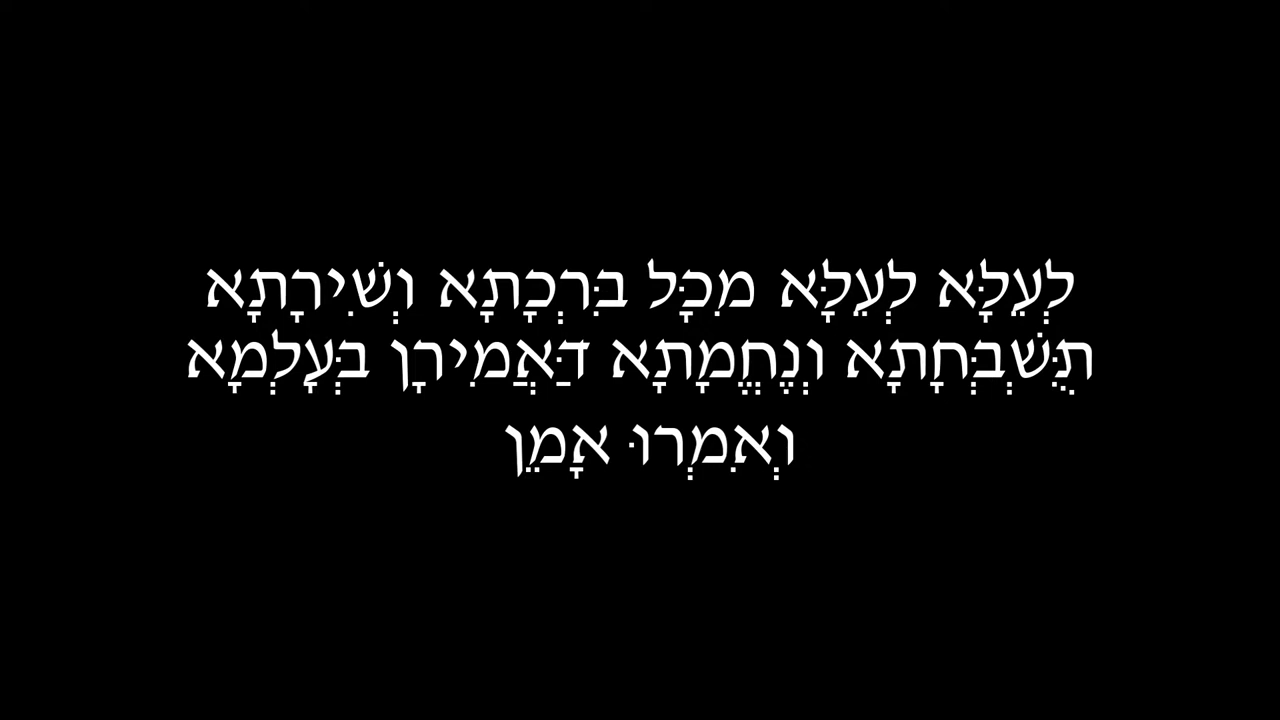 לְעֵלָּא לְעֵלָּא מִכָּל בִּרְכָתָא וְשִׁירָתָא
תֻּשְׁבְּחָתָא וְנֶחֱמָתָא דַּאֲמִירָן בְּעָלְמָא
וְאִמְרוּ אָמֵן